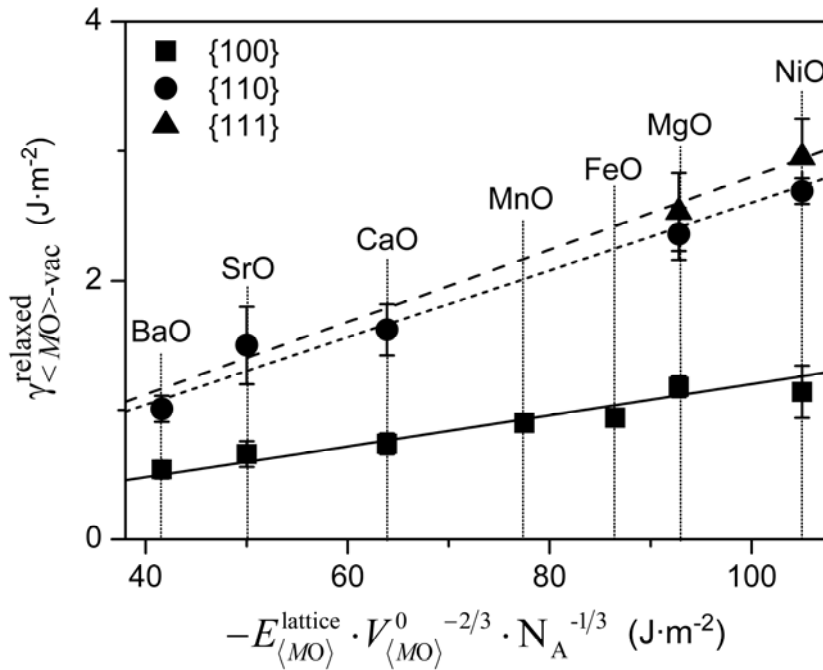 {100}
{110}
{111}
BaO
SrO
CaO
MnO
FeO
MgO
NiO
4
2
0
40 60 80 100
γ^relaxed_<MO>-vac (J·m⁻²)
−E^lattice_⟨MO⟩ · V^0_⟨MO⟩^−2/3 · N_A^−1/3 (J·m⁻²)